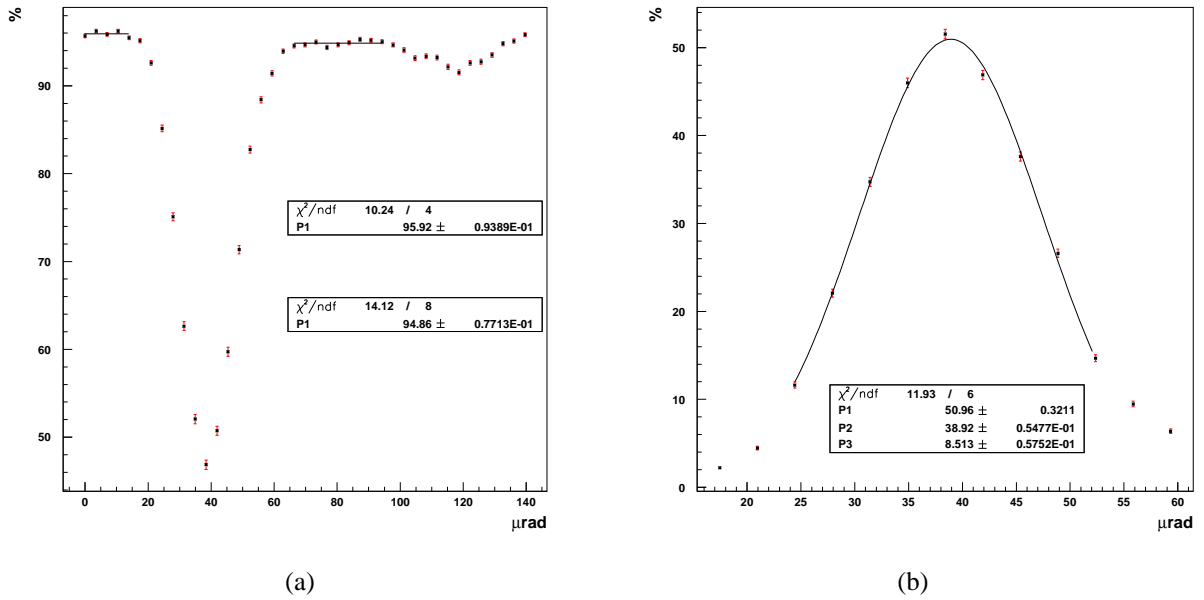 %
90
80
70
60
50
0 20 40 60 80 100 120 140
μrad
χ²/ndf 10.24 / 4
P1 95.92 ± 0.9389E-01
χ²/ndf 14.12 / 8
P1 94.86 ± 0.7713E-01
(a)
%
50
40
30
20
10
0
20 25 30 35 40 45 50 55 60
μrad
χ²/ndf 11.93 / 6
P1 50.96 ± 0.3211
P2 38.92 ± 0.5477E-01
P3 8.513 ± 0.5752E-01
(b)